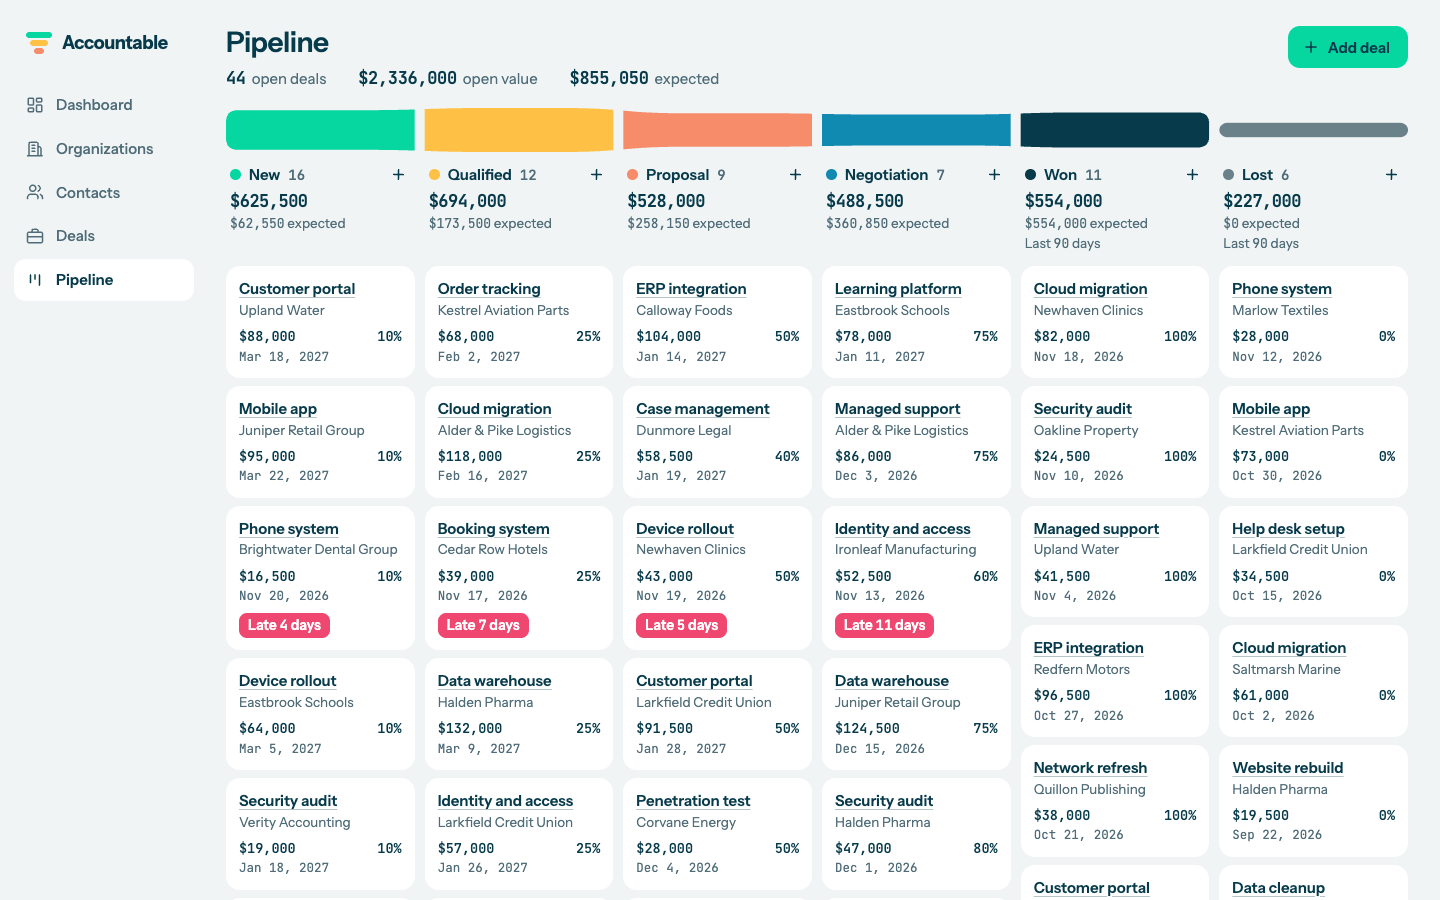 Accountable
Dashboard
Organizations
Contacts
Deals
Pipeline
Pipeline
Add deal
44 open deals $2,336,000 open value $855,050 expected
New 16
$625,500
$62,550 expected
Customer portal
Upland Water
$88,000 10%
Mar 18, 2027
Mobile app
Juniper Retail Group
$95,000 10%
Mar 22, 2027
Phone system
Brightwater Dental Group
$16,500 10%
Nov 20, 2026
Late 4 days
Device rollout
Eastbrook Schools
$64,000 10%
Mar 5, 2027
Security audit
Verity Accounting
$19,000 10%
Jan 18, 2027
Qualified 12
$694,000
$173,500 expected
Order tracking
Kestrel Aviation Parts
$68,000 25%
Feb 2, 2027
Cloud migration
Alder & Pike Logistics
$118,000 25%
Feb 16, 2027
Booking system
Cedar Row Hotels
$39,000 25%
Nov 17, 2026
Late 7 days
Data warehouse
Halden Pharma
$132,000 25%
Mar 9, 2027
Identity and access
Larkfield Credit Union
$57,000 25%
Jan 26, 2027
Proposal 9
$528,000
$258,150 expected
ERP integration
Calloway Foods
$104,000 50%
Jan 14, 2027
Case management
Dunmore Legal
$58,500 40%
Jan 19, 2027
Device rollout
Newhaven Clinics
$43,000 50%
Nov 19, 2026
Late 5 days
Customer portal
Larkfield Credit Union
$91,500 50%
Jan 28, 2027
Penetration test
Corvane Energy
$28,000 50%
Dec 4, 2026
Negotiation 7
$488,500
$360,850 expected
Learning platform
Eastbrook Schools
$78,000 75%
Jan 11, 2027
Managed support
Alder & Pike Logistics
$86,000 75%
Dec 3, 2026
Identity and access
Ironleaf Manufacturing
$52,500 60%
Nov 13, 2026
Late 11 days
Data warehouse
Juniper Retail Group
$124,500 75%
Dec 15, 2026
Security audit
Halden Pharma
$47,000 80%
Dec 1, 2026
Won 11
$554,000
$554,000 expected
Last 90 days
Cloud migration
Newhaven Clinics
$82,000 100%
Nov 18, 2026
Security audit
Oakline Property
$24,500 100%
Nov 10, 2026
Managed support
Upland Water
$41,500 100%
Nov 4, 2026
ERP integration
Redfern Motors
$96,500 100%
Oct 27, 2026
Network refresh
Quillon Publishing
$38,000 100%
Oct 21, 2026
Customer portal
Lost 6
$227,000
$0 expected
Last 90 days
Phone system
Marlow Textiles
$28,000 0%
Nov 12, 2026
Mobile app
Kestrel Aviation Parts
$73,000 0%
Oct 30, 2026
Help desk setup
Larkfield Credit Union
$34,500 0%
Oct 15, 2026
Cloud migration
Saltmarsh Marine
$61,000 0%
Oct 2, 2026
Website rebuild
Halden Pharma
$19,500 0%
Sep 22, 2026
Data cleanup